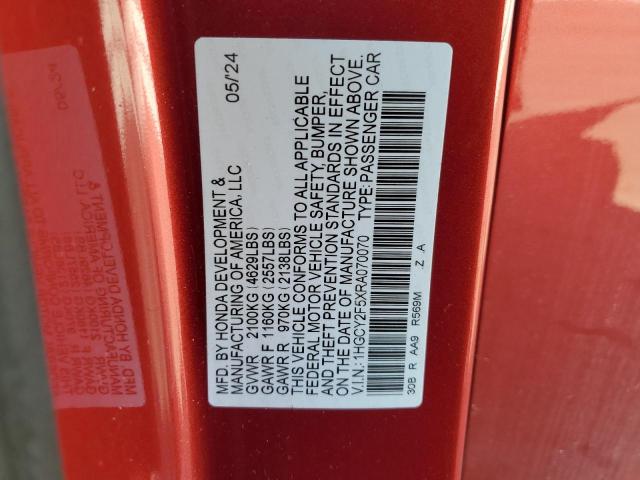 05/'24
MFD. BY HONDA DEVELOPMENT &
MANUFACTURING OF AMERICA, LLC
GVWR 2100KG(4629LBS)
GAWR F 1160KG(2557LBS)
GAWR R 970KG(2138LBS)
THIS VEHICLE CONFORMS TO ALL APPLICABLE
FEDERAL MOTOR VEHICLE SAFETY, BUMPER,
AND THEFT PREVENTION STANDARDS IN EFFECT
ON THE DATE OF MANUFACTURE SHOWN ABOVE.
V.I.N.:1HGCY2F5XRA070070 TYPE:PASSENGER CAR
30B R AA9 R569M Z A